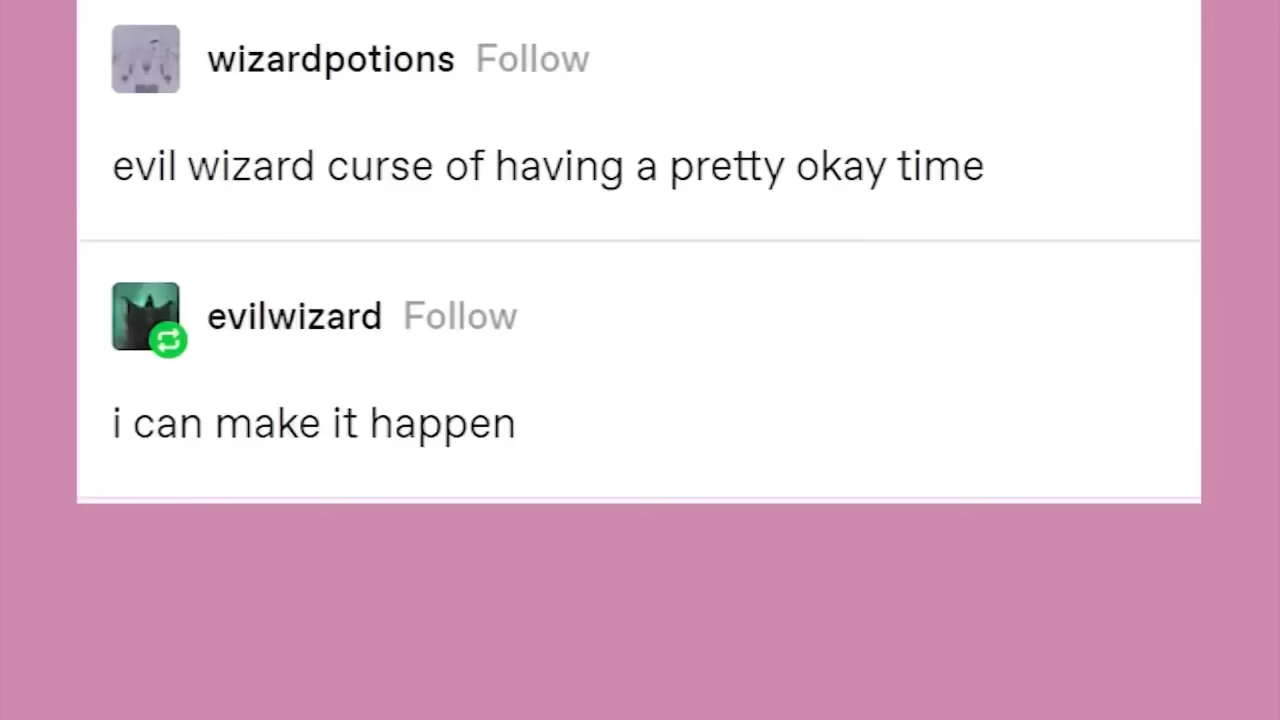 wizardpotions Follow
evil wizard curse of having a pretty okay time
evilwizard Follow
i can make it happen